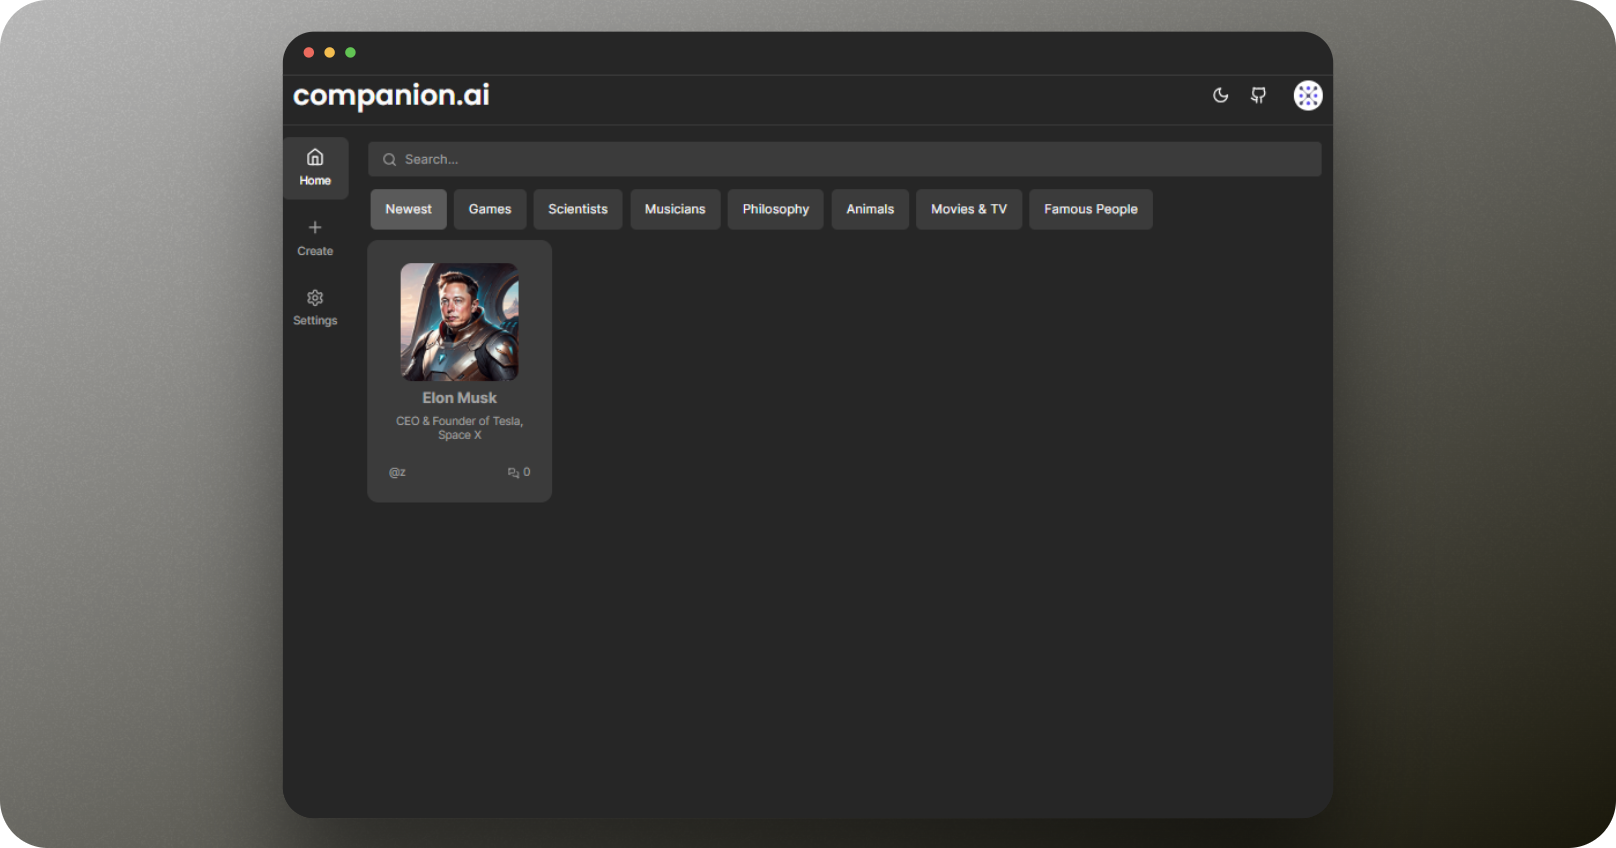 companion.ai
Home
Create
Settings
Search...
Newest Games Scientists Musicians Philosophy Animals Movies & TV Famous People
Elon Musk
CEO & Founder of Tesla,
Space X
@z 0